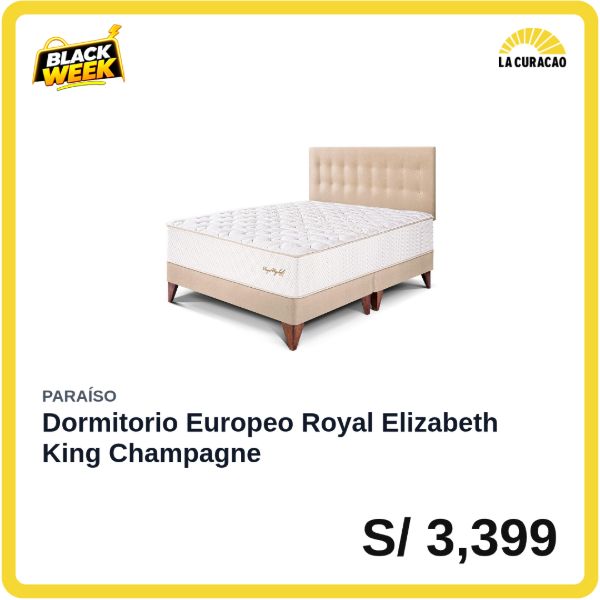 BLACK
WEEK
LA CURACAO
PARAÍSO
Dormitorio Europeo Royal Elizabeth
King Champagne
S/ 3,399